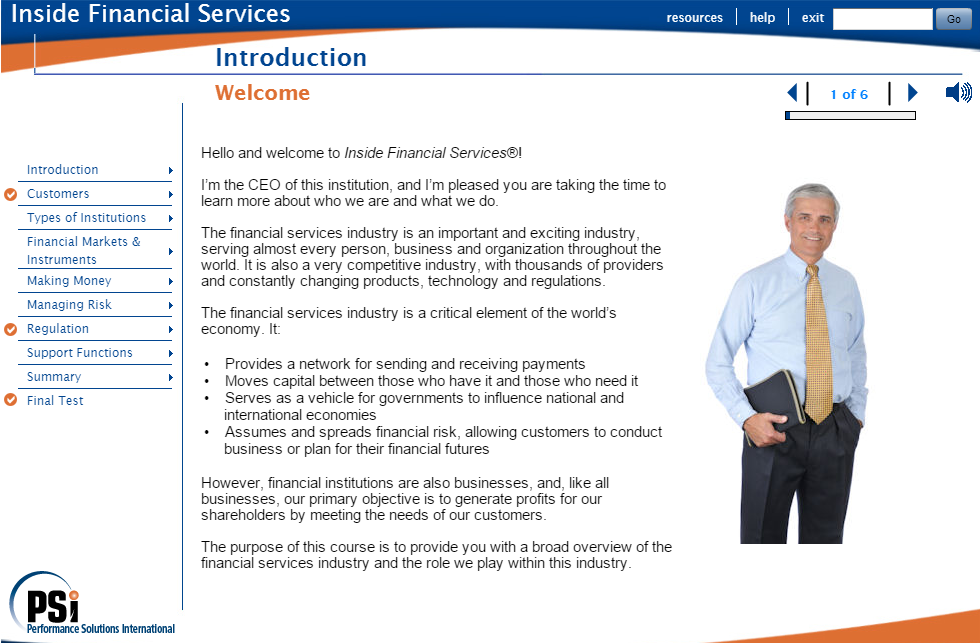 Inside Financial Services
resources
help
exit
Go
Introduction
Welcome
1 of 6
Introduction
Customers
Types of Institutions
Financial Markets &
Instruments
Making Money
Managing Risk
Regulation
Support Functions
Summary
Final Test
Hello and welcome to Inside Financial Services®!
I'm the CEO of this institution, and I'm pleased you are taking the time to
learn more about who we are and what we do.
The financial services industry is an important and exciting industry,
serving almost every person, business and organization throughout the
world. It is also a very competitive industry, with thousands of providers
and constantly changing products, technology and regulations.
The financial services industry is a critical element of the world's
economy. It:
• Provides a network for sending and receiving payments
• Moves capital between those who have it and those who need it
• Serves as a vehicle for governments to influence national and
international economies
• Assumes and spreads financial risk, allowing customers to conduct
business or plan for their financial futures
However, financial institutions are also businesses, and, like all
businesses, our primary objective is to generate profits for our
shareholders by meeting the needs of our customers.
The purpose of this course is to provide you with a broad overview of the
financial services industry and the role we play within this industry.
PSi
Performance Solutions International